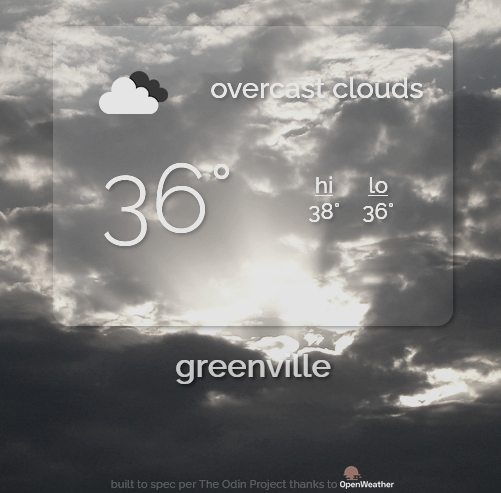 overcast clouds
36°
hi lo
38° 36°
greenville
built to spec per The Odin Project thanks to OpenWeather